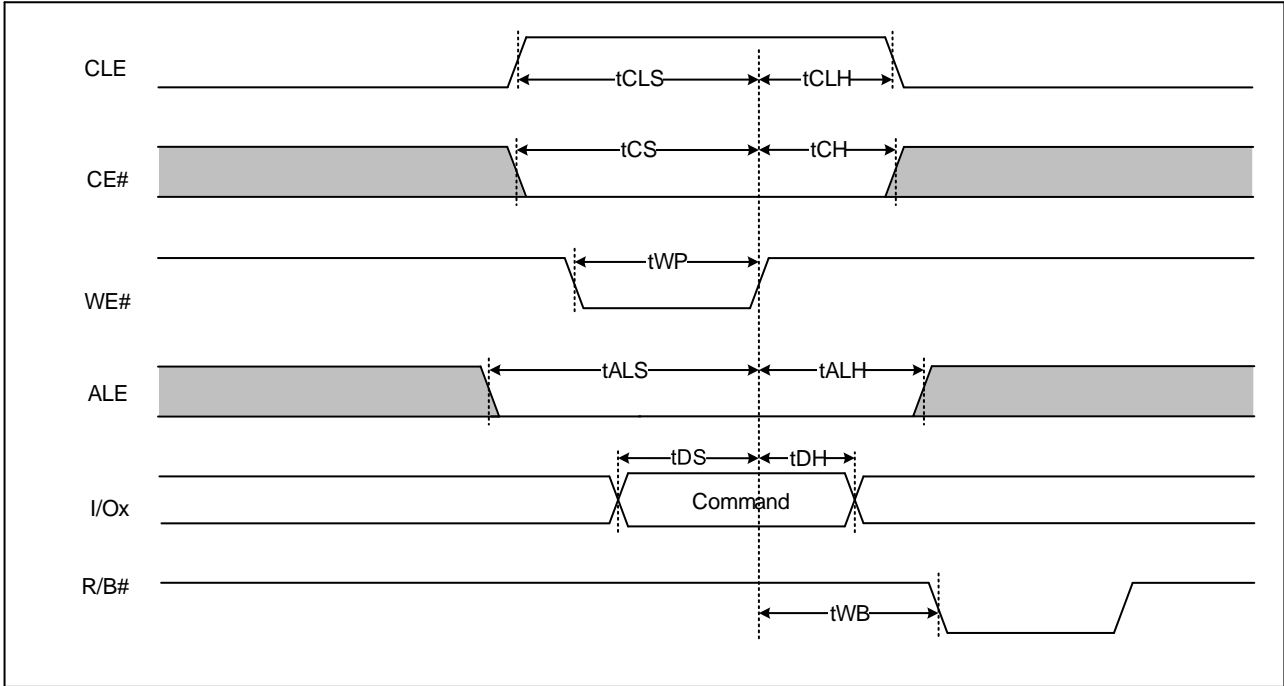 CLE
tCLS tCLH
CE#
tCS tCH
WE#
tWP
ALE
tALS tALH
I/Ox
tDS tDH
Command
R/B#
tWB